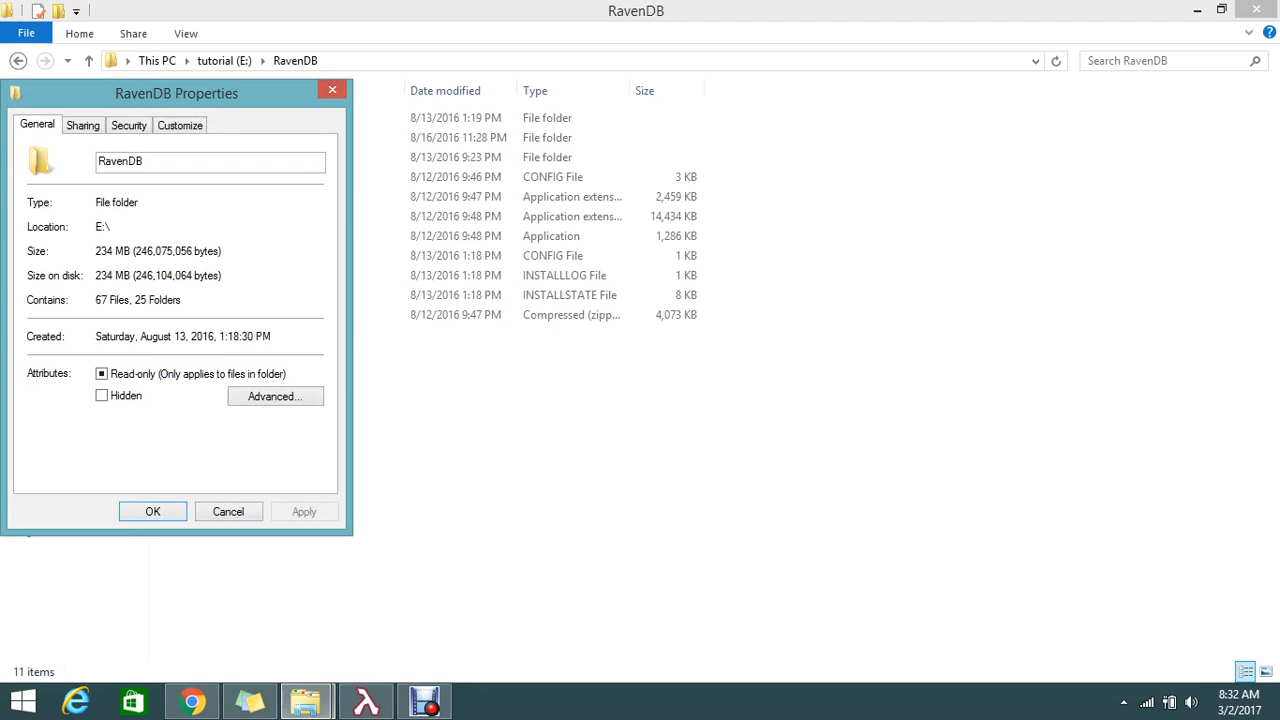 RavenDB
File Home Share View
This PC tutorial (E:) RavenDB
Search RavenDB
RavenDB Properties
General Sharing Security Customize
RavenDB
Type: File folder
Location: E:\
Size: 234 MB (246,075,056 bytes)
Size on disk: 234 MB (246,104,064 bytes)
Contains: 67 Files, 25 Folders
Created: Saturday, August 13, 2016, 1:18:30 PM
Attributes: Read-only (Only applies to files in folder)
Hidden Advanced...
OK Cancel Apply
Date modified Type Size
8/13/2016 1:19 PM File folder
8/16/2016 11:28 PM File folder
8/13/2016 9:23 PM File folder
8/12/2016 9:46 PM CONFIG File 3 KB
8/12/2016 9:47 PM Application extens... 2,459 KB
8/12/2016 9:48 PM Application extens... 14,434 KB
8/12/2016 9:48 PM Application 1,286 KB
8/13/2016 1:18 PM CONFIG File 1 KB
8/13/2016 1:18 PM INSTALLLOG File 1 KB
8/13/2016 1:18 PM INSTALLSTATE File 8 KB
8/12/2016 9:47 PM Compressed (zipp... 4,073 KB
11 items
8:32 AM
3/2/2017